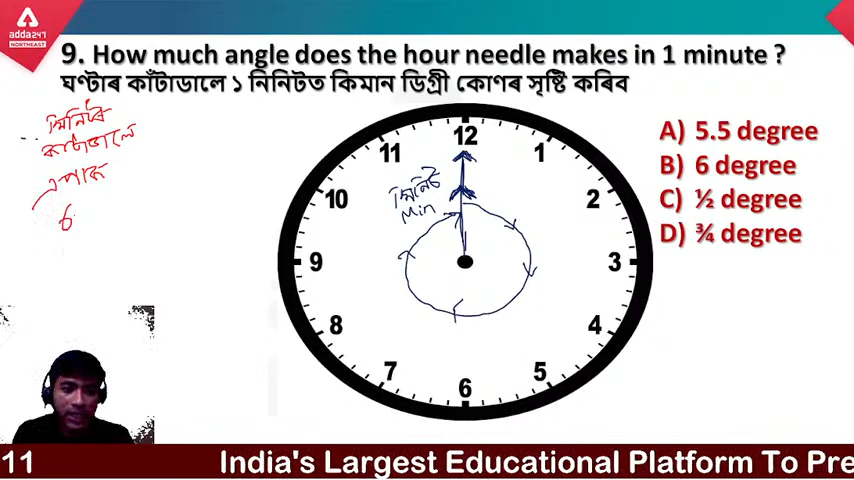 adda247
NORTHEAST
9. How much angle does the hour needle makes in 1 minute ?
ঘণ্টাৰ কাঁটাডালে ১ নিনিটত কিমান ডিগ্ৰী কোণৰ সৃষ্টি কৰিব
মিনিটৰ
কাটাডালে
এপাক
6
মিনিট
Min
12
1
2
3
4
5
6
7
8
9
10
11
A) 5.5 degree
B) 6 degree
C) ½ degree
D) ¾ degree
11 India's Largest Educational Platform To Pre